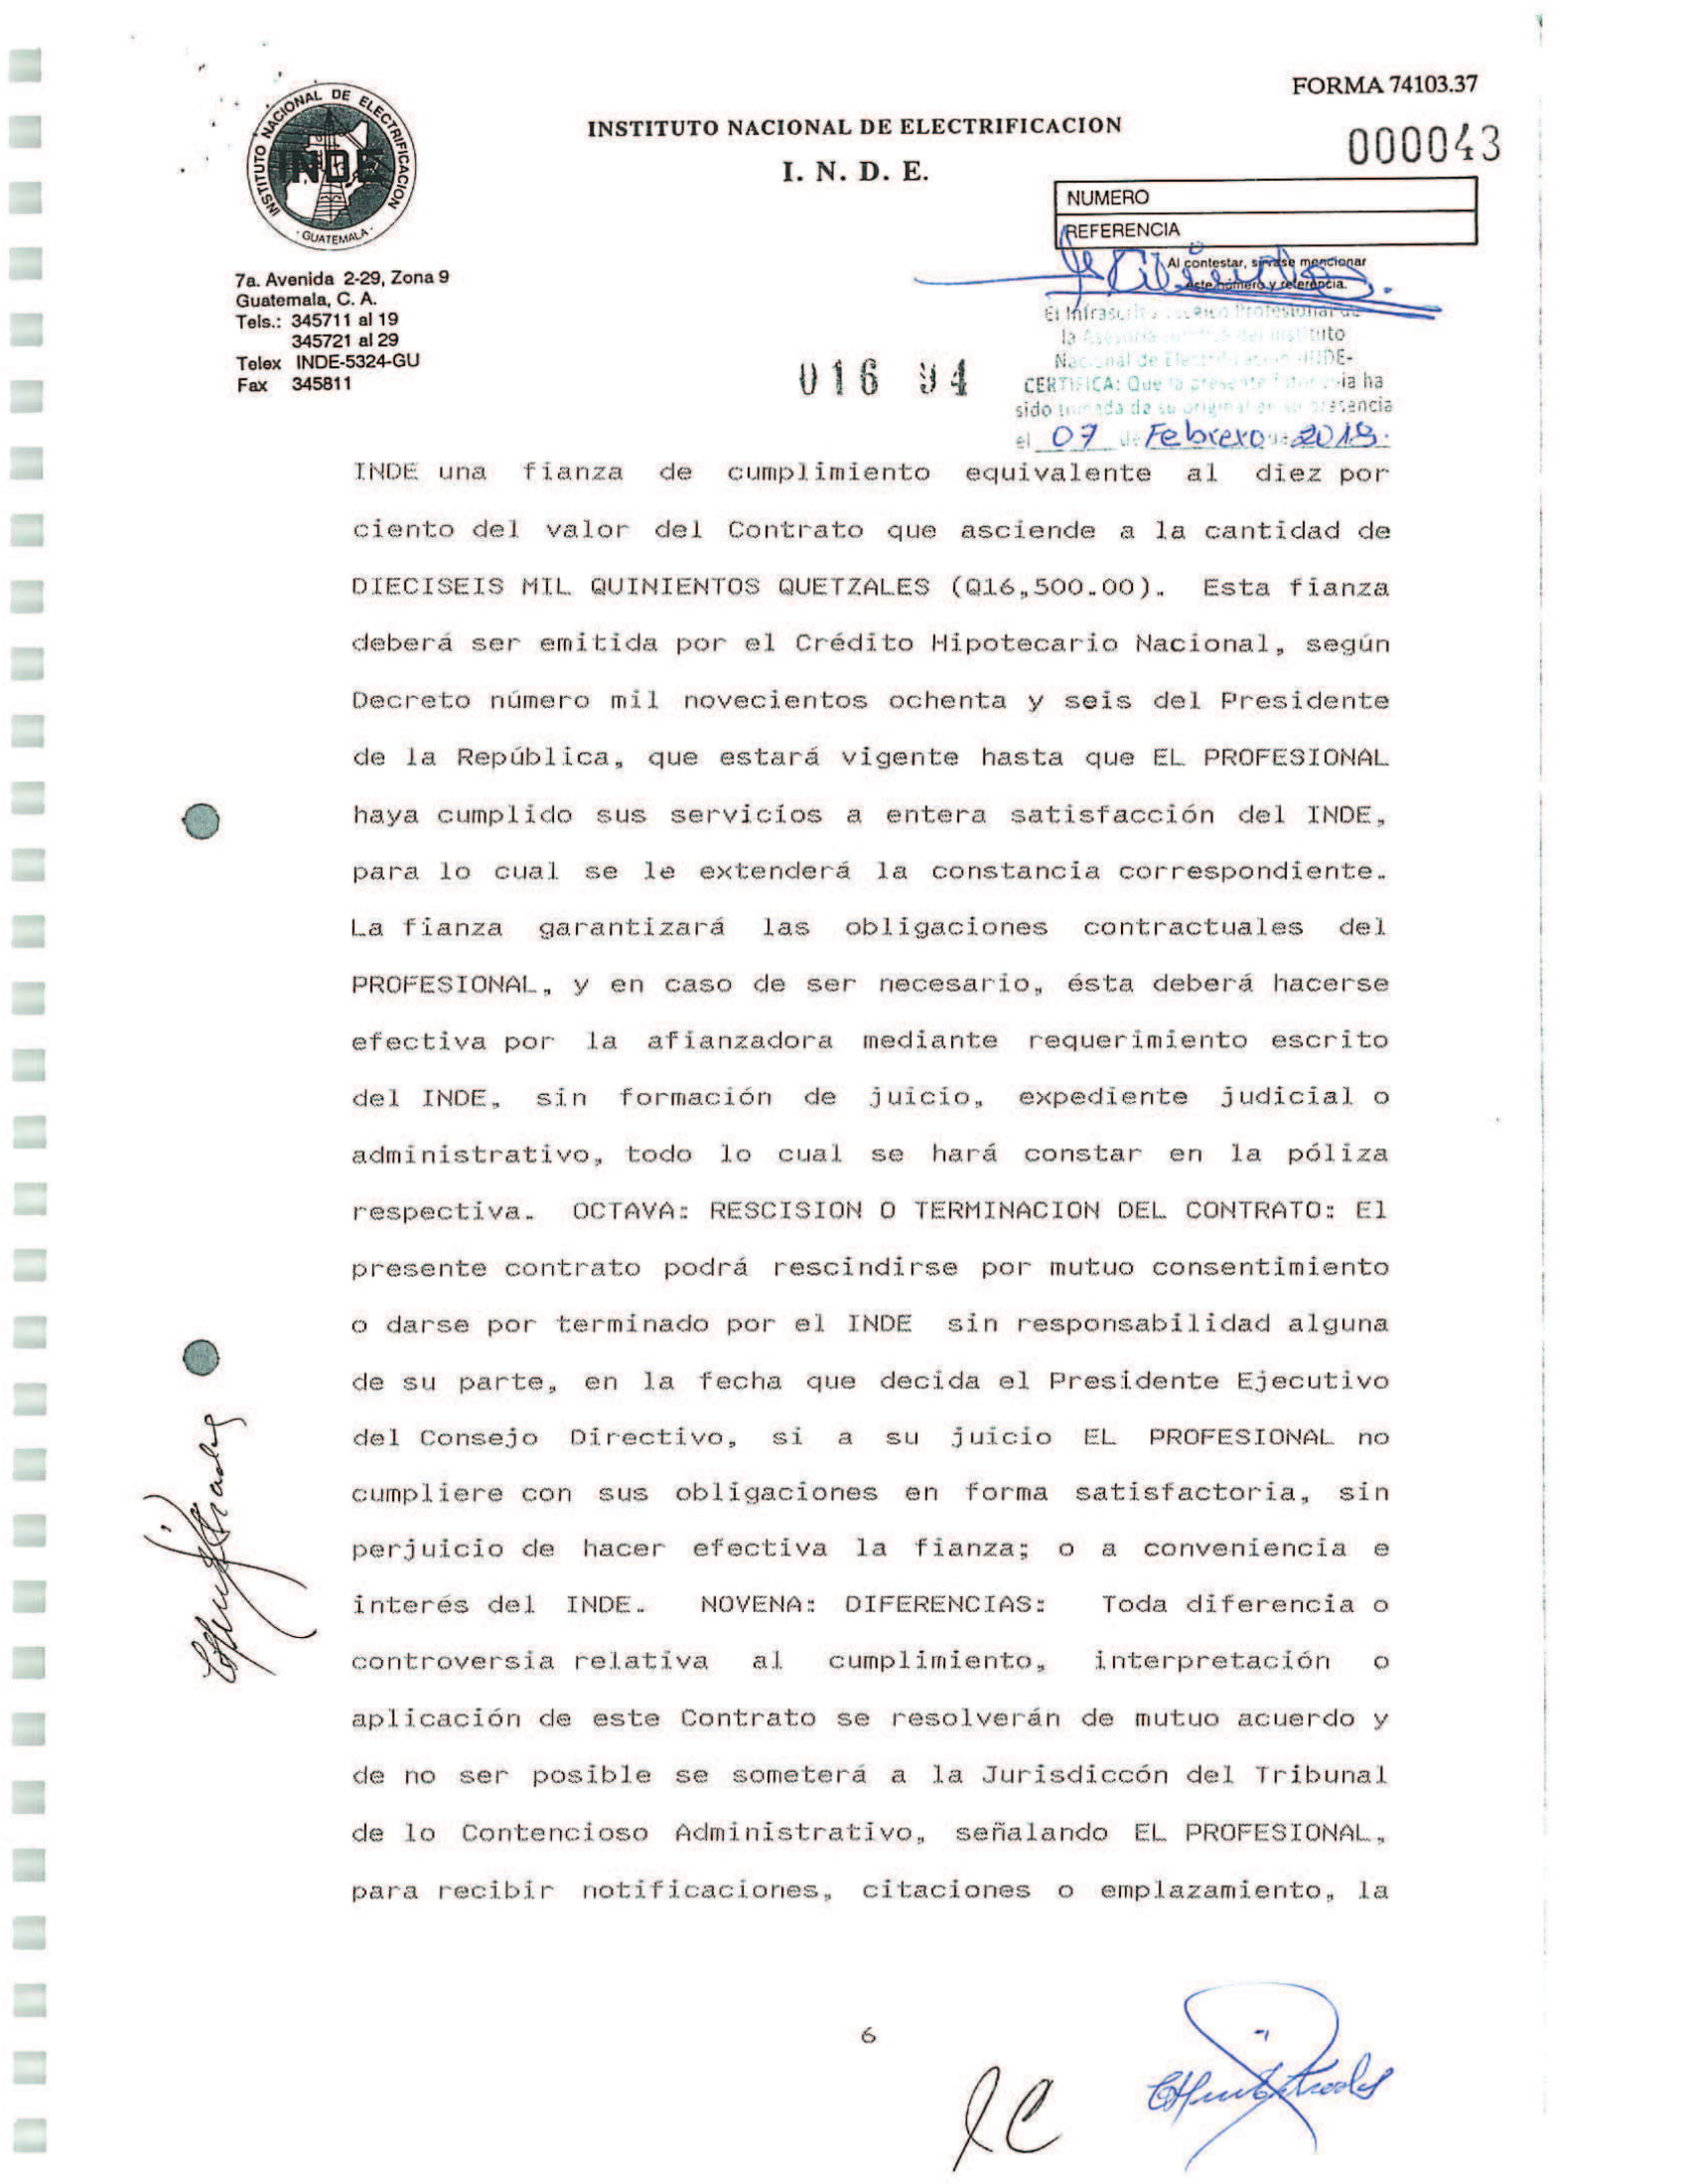 FORMA 74103.37
INSTITUTO NACIONAL DE ELECTRIFICACION
I. N. D. E.
000043
INSTITUTO NACIONAL DE ELECTRIFICACION
INDE
· GUATEMALA ·
NUMERO
REFERENCIA
Al contestar, sírvase mencionar
este número y referencia.
7a. Avenida 2-29, Zona 9
Guatemala, C. A.
Tels.: 345711 al 19
345721 al 29
Telex INDE-5324-GU
Fax 345811
016 94
El Infrascrito Profesional de
la Asesoría del Instituto
Nacional de Electrificación -INDE-
CERTIFICA: Que la presente fotocopia ha
sido tomada de su original en su presencia
el 07 de Febrero de 2019.
INDE una fianza de cumplimiento equivalente al diez por
ciento del valor del Contrato que asciende a la cantidad de
DIECISEIS MIL QUINIENTOS QUETZALES (Q16,500.00). Esta fianza
deberá ser emitida por el Crédito Hipotecario Nacional, según
Decreto número mil novecientos ochenta y seis del Presidente
de la República, que estará vigente hasta que EL PROFESIONAL
haya cumplido sus servicios a entera satisfacción del INDE,
para lo cual se le extenderá la constancia correspondiente.
La fianza garantizará las obligaciones contractuales del
PROFESIONAL, y en caso de ser necesario, ésta deberá hacerse
efectiva por la afianzadora mediante requerimiento escrito
del INDE, sin formación de juicio, expediente judicial o
administrativo, todo lo cual se hará constar en la póliza
respectiva. OCTAVA: RESCISION O TERMINACION DEL CONTRATO: El
presente contrato podrá rescindirse por mutuo consentimiento
o darse por terminado por el INDE sin responsabilidad alguna
de su parte, en la fecha que decida el Presidente Ejecutivo
del Consejo Directivo, si a su juicio EL PROFESIONAL no
cumpliere con sus obligaciones en forma satisfactoria, sin
perjuicio de hacer efectiva la fianza; o a conveniencia e
interés del INDE. NOVENA: DIFERENCIAS: Toda diferencia o
controversia relativa al cumplimiento, interpretación o
aplicación de este Contrato se resolverán de mutuo acuerdo y
de no ser posible se someterá a la Jurisdiccón del Tribunal
de lo Contencioso Administrativo, señalando EL PROFESIONAL,
para recibir notificaciones, citaciones o emplazamiento, la
6